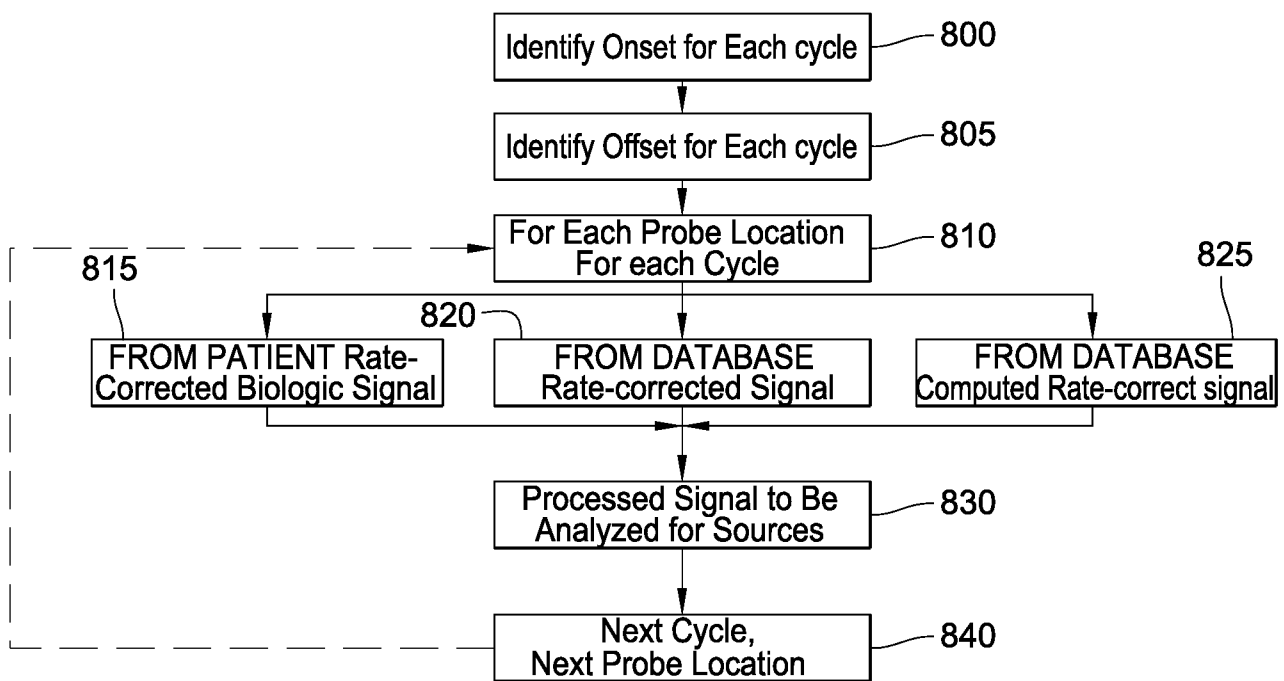 Identify Onset for Each cycle
800
Identify Offset for Each cycle
805
For Each Probe Location
For each Cycle
810
815
820
825
FROM PATIENT Rate-
Corrected Biologic Signal
FROM DATABASE
Rate-corrected Signal
FROM DATABASE
Computed Rate-correct signal
Processed Signal to Be
Analyzed for Sources
830
Next Cycle,
Next Probe Location
840